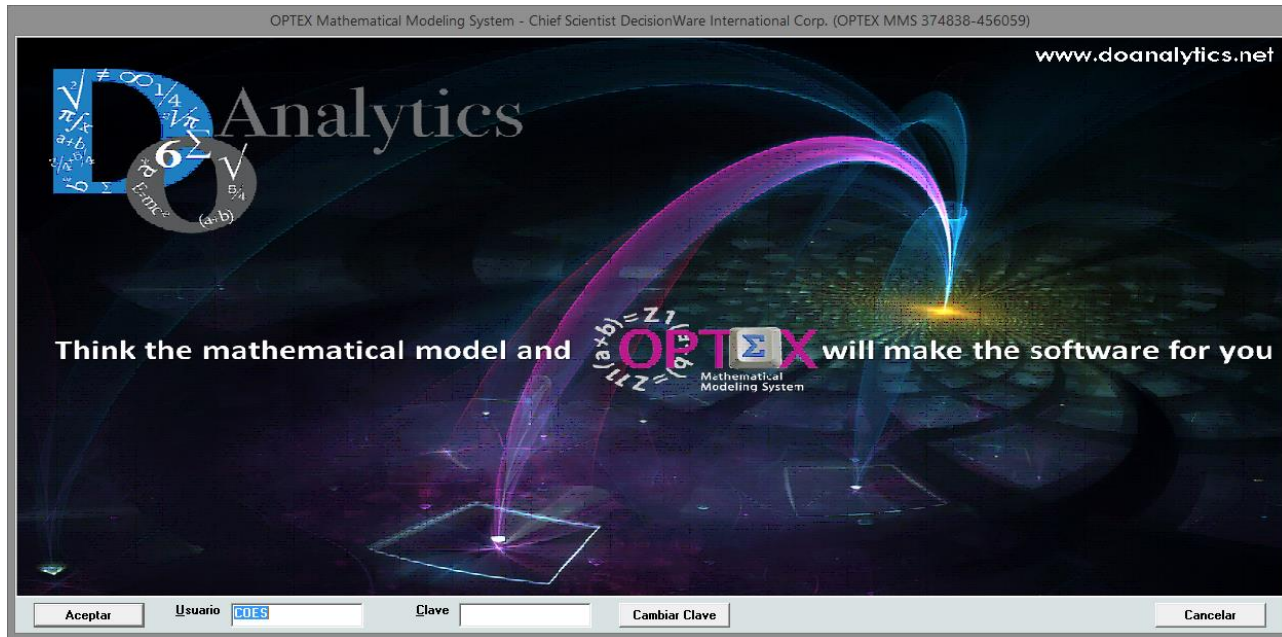 OPTEX Mathematical Modeling System - Chief Scientist DecisionWare International Corp. (OPTEX MMS 374838-456059)
www.doanalytics.net
DO Analytics
Think the mathematical model and OPTEX will make the software for you
Mathematical
Modeling System
Aceptar Usuario COES Clave Cambiar Clave Cancelar